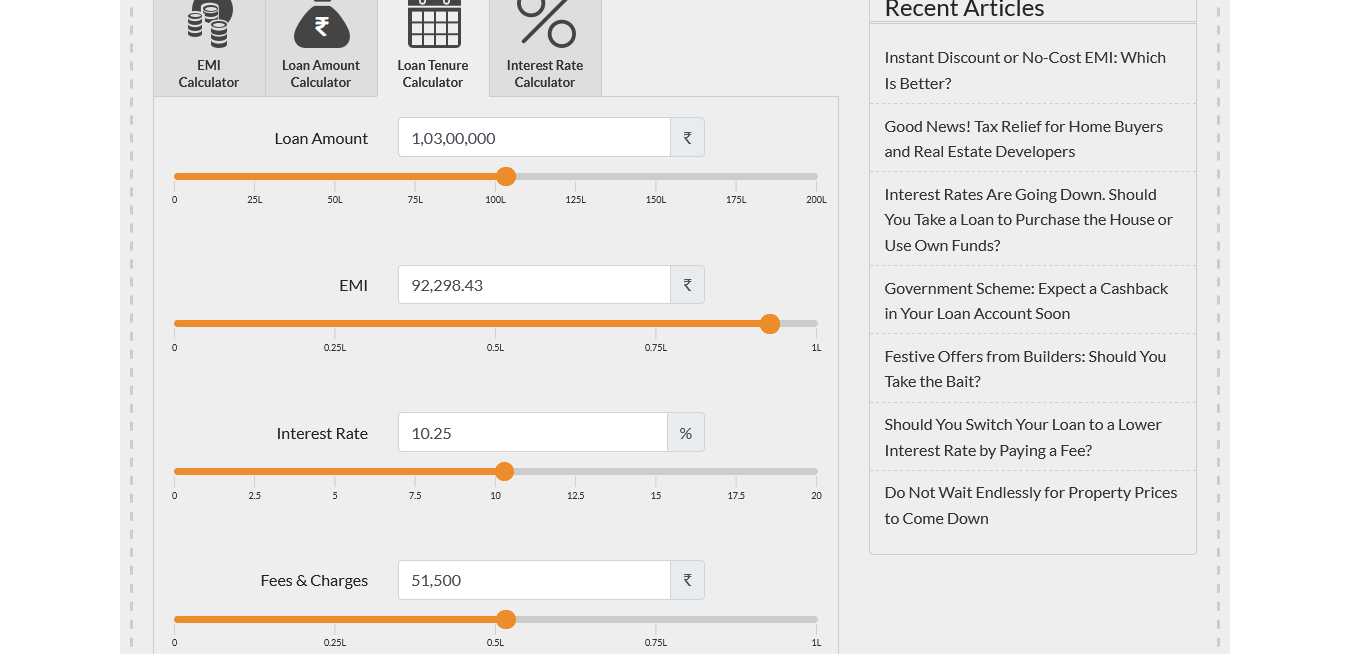 EMI
Calculator
Loan Amount
Calculator
Loan Tenure
Calculator
Interest Rate
Calculator
Loan Amount
1,03,00,000
₹
0 25L 50L 75L 100L 125L 150L 175L 200L
EMI
92,298.43
₹
0 0.25L 0.5L 0.75L 1L
Interest Rate
10.25
%
0 2.5 5 7.5 10 12.5 15 17.5 20
Fees & Charges
51,500
₹
0 0.25L 0.5L 0.75L 1L
Recent Articles
Instant Discount or No-Cost EMI: Which
Is Better?
Good News! Tax Relief for Home Buyers
and Real Estate Developers
Interest Rates Are Going Down. Should
You Take a Loan to Purchase the House or
Use Own Funds?
Government Scheme: Expect a Cashback
in Your Loan Account Soon
Festive Offers from Builders: Should You
Take the Bait?
Should You Switch Your Loan to a Lower
Interest Rate by Paying a Fee?
Do Not Wait Endlessly for Property Prices
to Come Down